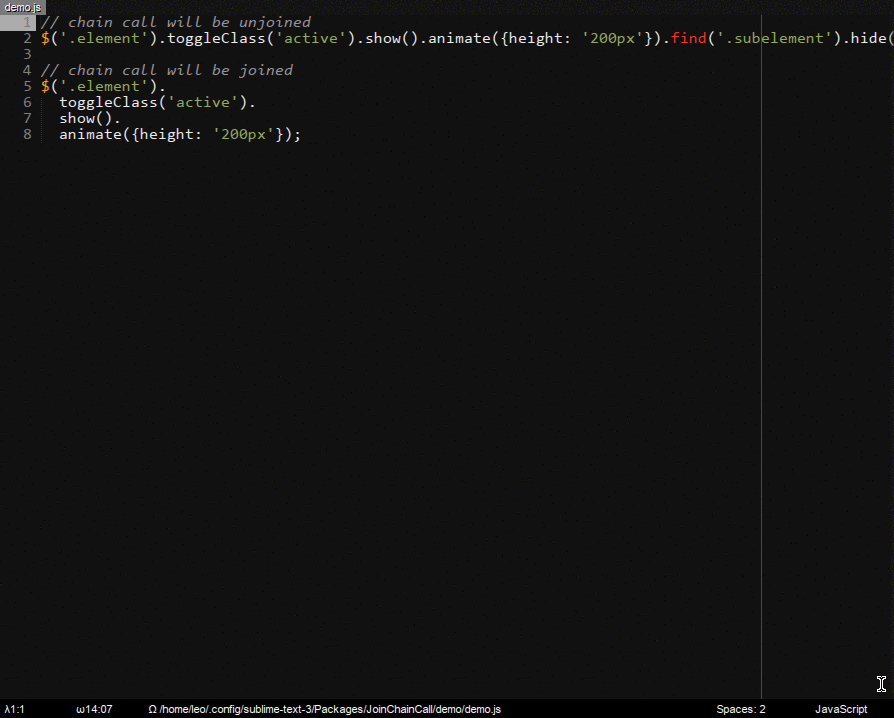 demo.js
1 // chain call will be unjoined
2 $('.element').toggleClass('active').show().animate({height: '200px'}).find('.subelement').hide(
3
4 // chain call will be joined
5 $('.element').
6   toggleClass('active').
7   show().
8   animate({height: '200px'});
λ1:1 ω14:07 Ω /home/leo/.config/sublime-text-3/Packages/JoinChainCall/demo/demo.js Spaces: 2 JavaScript